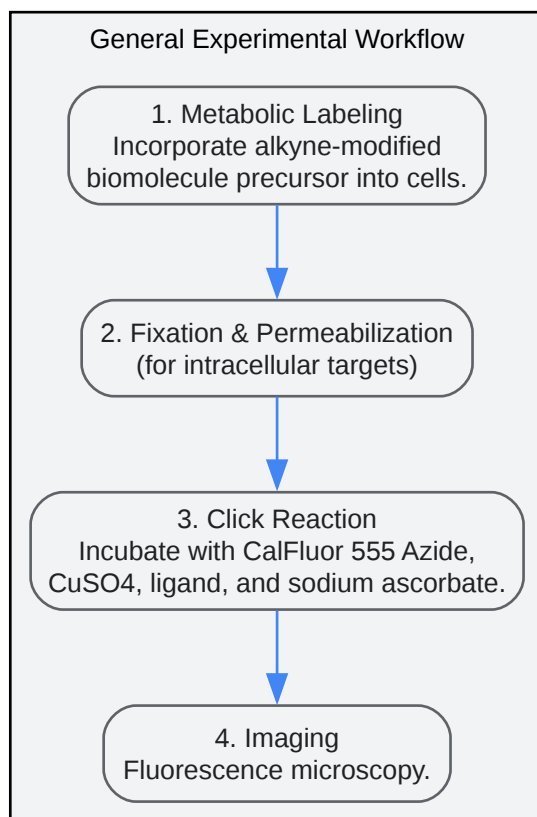 General Experimental Workflow
1. Metabolic Labeling
Incorporate alkyne-modified
biomolecule precursor into cells.
2. Fixation & Permeabilization
(for intracellular targets)
3. Click Reaction
Incubate with CalFluor 555 Azide,
CuSO4, ligand, and sodium ascorbate.
4. Imaging
Fluorescence microscopy.